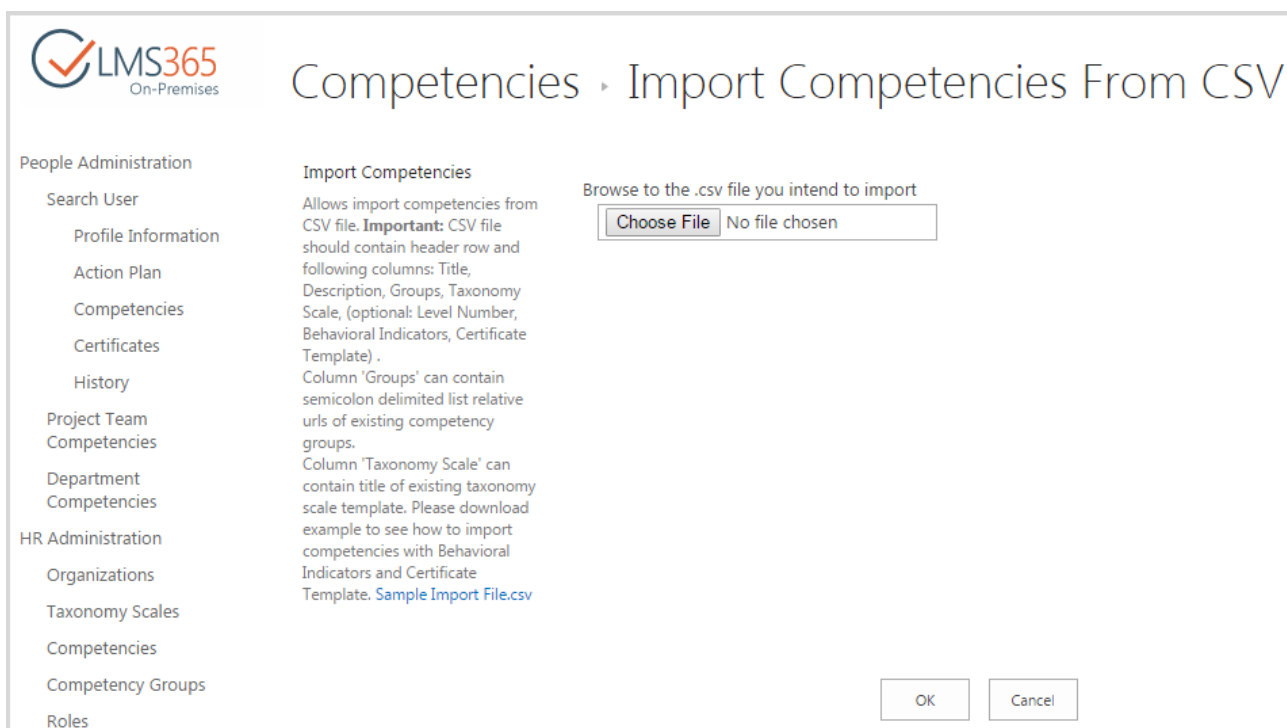 LMS365
On-Premises
Competencies ▸ Import Competencies From CSV
People Administration
Search User
Profile Information
Action Plan
Competencies
Certificates
History
Project Team
Competencies
Department
Competencies
HR Administration
Organizations
Taxonomy Scales
Competencies
Competency Groups
Roles
Import Competencies
Allows import competencies from
CSV file. Important: CSV file
should contain header row and
following columns: Title,
Description, Groups, Taxonomy
Scale, (optional: Level Number,
Behavioral Indicators, Certificate
Template) .
Column 'Groups' can contain
semicolon delimited list relative
urls of existing competency
groups.
Column 'Taxonomy Scale' can
contain title of existing taxonomy
scale template. Please download
example to see how to import
competencies with Behavioral
Indicators and Certificate
Template. Sample Import File.csv
Browse to the .csv file you intend to import
Choose File No file chosen
OK Cancel